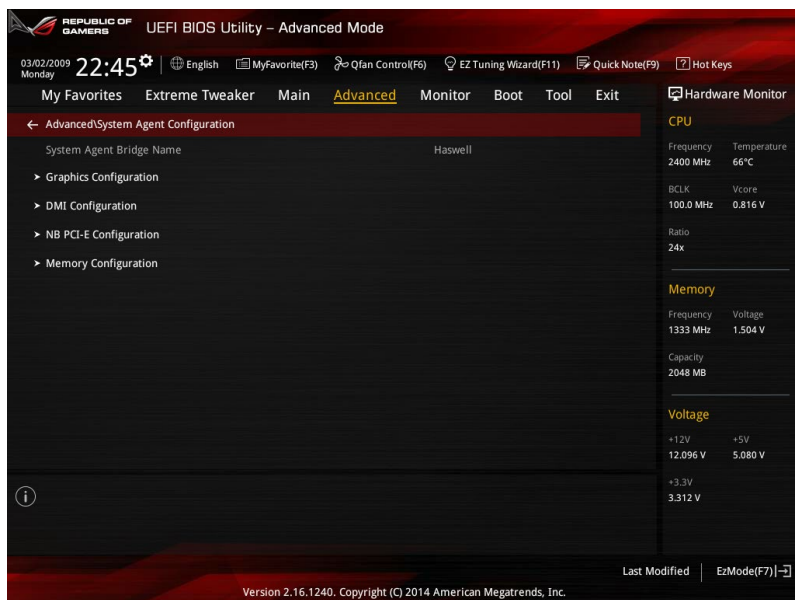 REPUBLIC OF
GAMERS
UEFI BIOS Utility – Advanced Mode
03/02/2009
Monday
22:45
English
MyFavorite(F3)
Qfan Control(F6)
EZ Tuning Wizard(F11)
Quick Note(F9)
? Hot Keys
My Favorites Extreme Tweaker Main Advanced Monitor Boot Tool Exit
Hardware Monitor
Advanced\System Agent Configuration
System Agent Bridge Name Haswell
Graphics Configuration
DMI Configuration
NB PCI-E Configuration
Memory Configuration
CPU
Frequency Temperature
2400 MHz 66°C
BCLK Vcore
100.0 MHz 0.816 V
Ratio
24x
Memory
Frequency Voltage
1333 MHz 1.504 V
Capacity
2048 MB
Voltage
+12V +5V
12.096 V 5.080 V
+3.3V
3.312 V
Last Modified
EzMode(F7)
Version 2.16.1240. Copyright (C) 2014 American Megatrends, Inc.